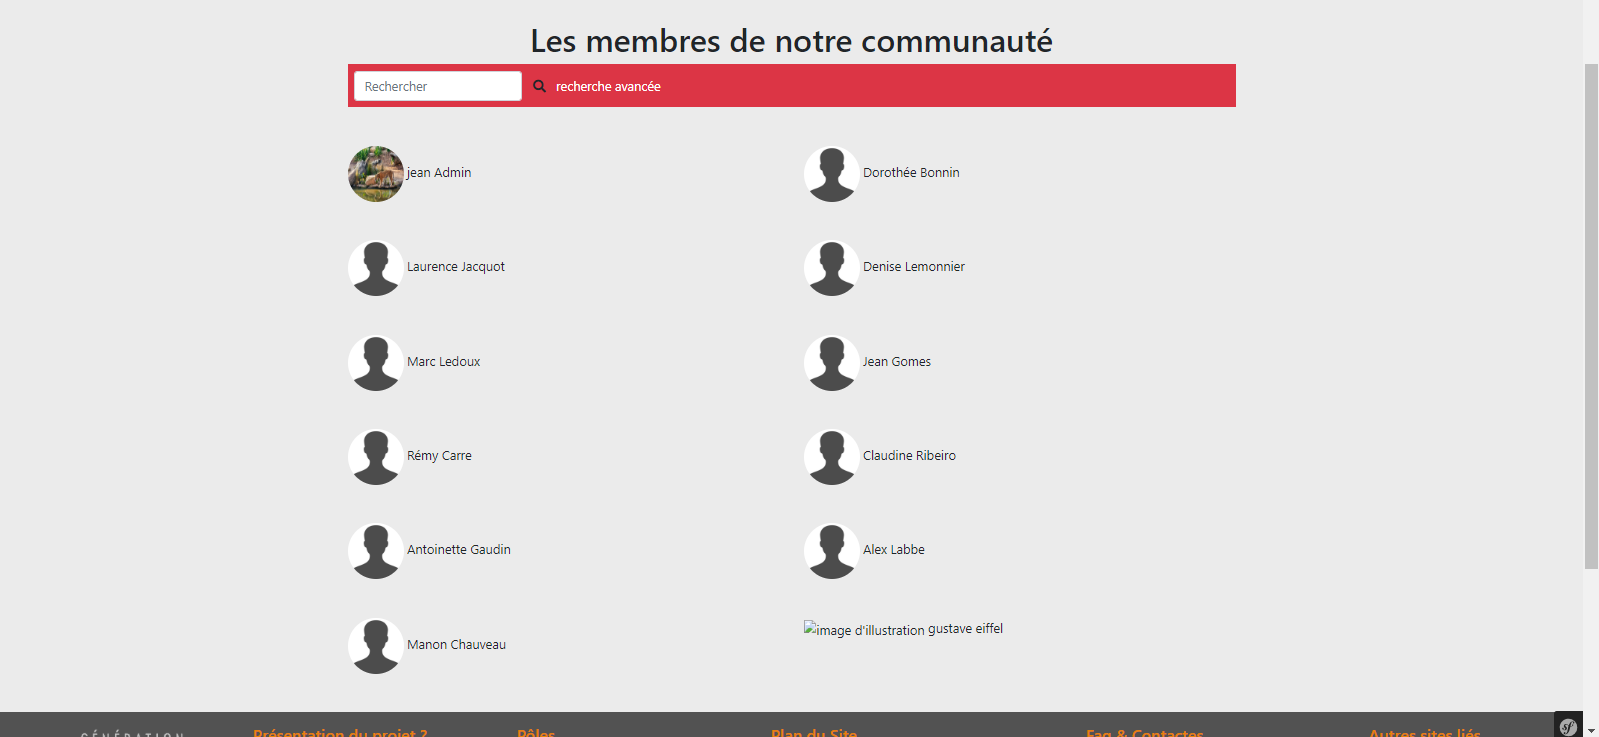 Les membres de notre communauté
Rechercher
recherche avancée
jean Admin
Dorothée Bonnin
Laurence Jacquot
Denise Lemonnier
Marc Ledoux
Jean Gomes
Rémy Carre
Claudine Ribeiro
Antoinette Gaudin
Alex Labbe
Manon Chauveau
image d'illustration gustave eiffel
GÉNÉRATION
Présentation du projet ?
Pôles
Plan du Site
Faq & Contactes
Autres sites liés
sf